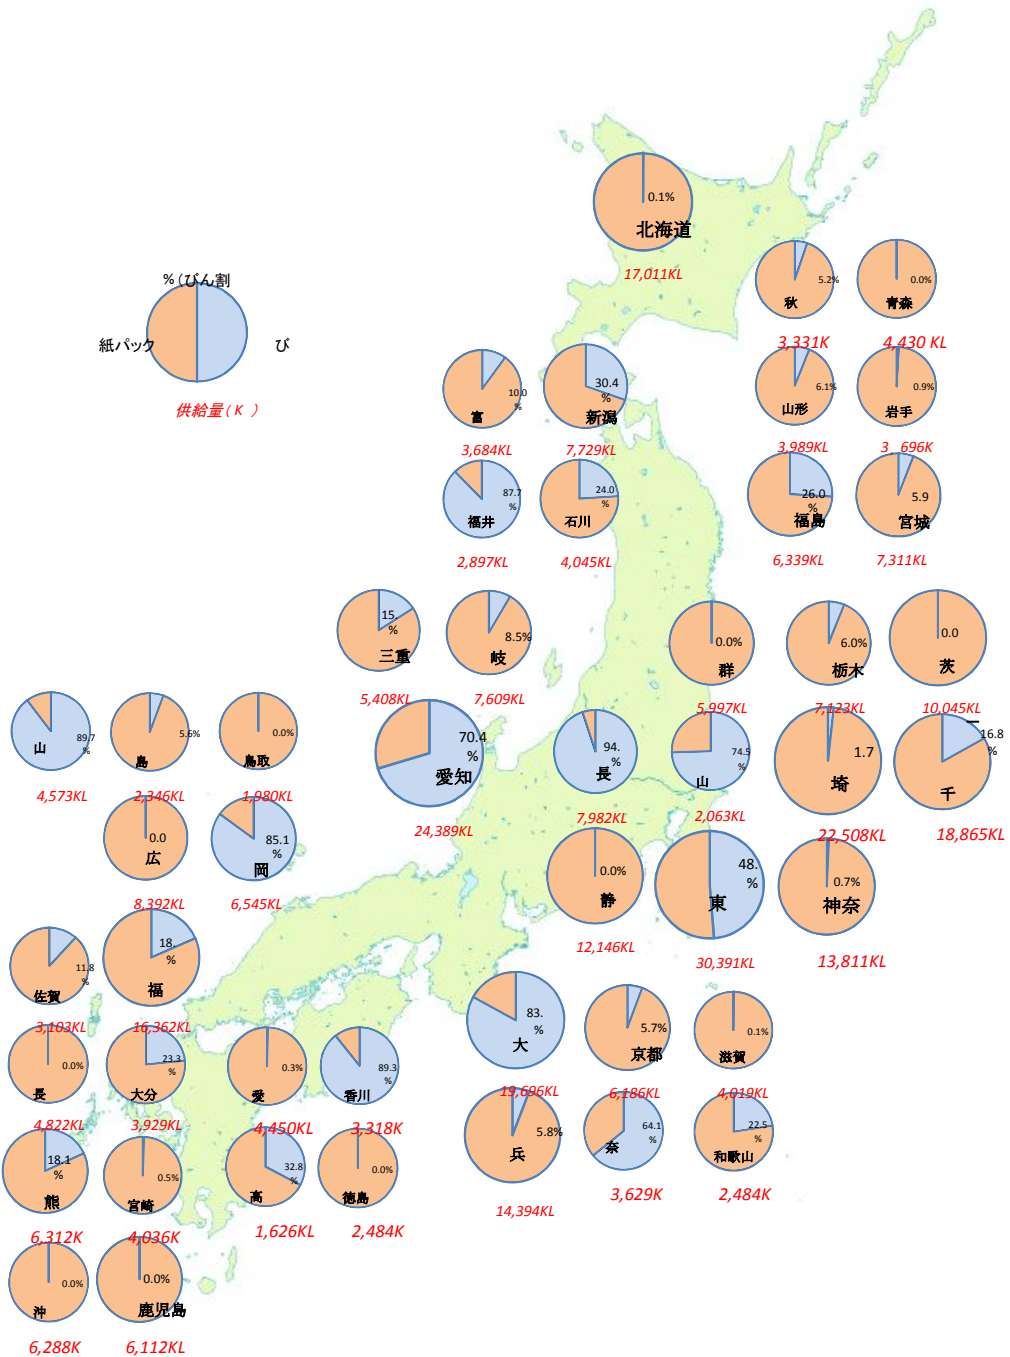 0.1%
北海道
17,011KL
%(びん割
紙パック
び
供給量(K )
5.2%
秋
3,331K
0.0%
青森
4,430 KL
10.0
%
富
3,684KL
30.4
%
新潟
7,729KL
6.1%
山形
3,989KL
0.9%
岩手
3, 696K
87.7
%
福井
2,897KL
24.0
%
石川
4,045KL
26.0
%
福島
6,339KL
5.9
宮城
7,311KL
15.
%
三重
5,408KL
8.5%
岐
7,609KL
0.0%
群
5,997KL
6.0%
栃木
7,123KL
0.0
茨
10,045KL
89.7
%
山
4,573KL
5.6%
島
2,346KL
0.0%
鳥取
1,980KL
70.4
%
愛知
24,389KL
94.
%
長
7,982KL
74.5
%
山
2,063KL
1.7
埼
22,508KL
16.8
%
千
18,865KL
0.0
広
8,392KL
85.1
%
岡
6,545KL
0.0%
静
12,146KL
48.
%
東
30,391KL
0.7%
神奈
13,811KL
11.8
%
佐賀
3,103KL
18.
%
福
16,362KL
83.
%
大
19,696KL
5.7%
京都
6,186KL
0.1%
滋賀
4,019KL
0.0%
長
4,822KL
23.3
%
大分
3,929KL
0.3%
愛
4,450KL
89.3
%
香川
3,318K
5.8%
兵
14,394KL
64.1
%
奈
3,629K
22.5
%
和歌山
2,484K
18.1
%
熊
6,312K
0.5%
宮崎
4,036K
32.8
%
高
1,626KL
0.0%
徳島
2,484K
0.0%
沖
6,288K
0.0%
鹿児島
6,112KL